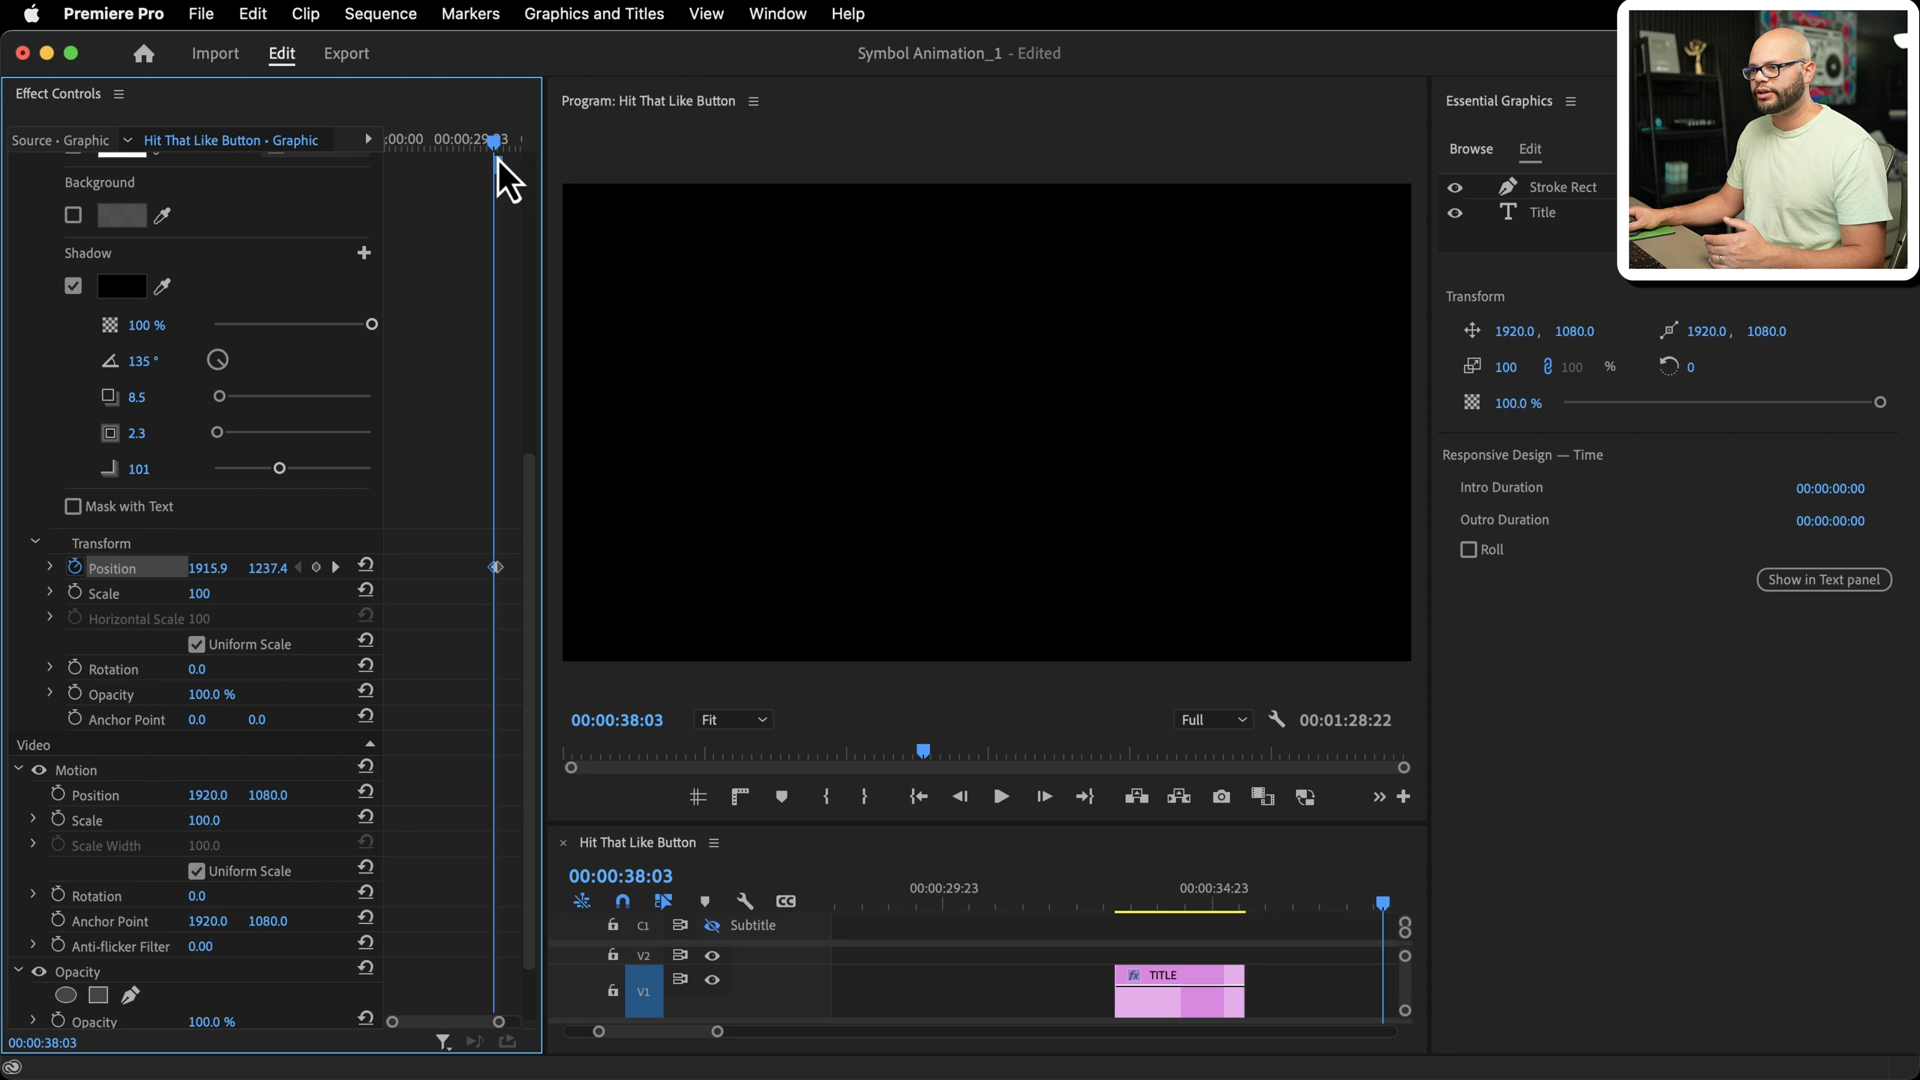 Premiere Pro File Edit Clip Sequence Markers Graphics and Titles View Window Help
Import Edit Export
Symbol Animation_1 - Edited
Effect Controls
Source • Graphic Hit That Like Button • Graphic
:00:00 00:00:29:23
Background
Shadow
100 %
135 °
8.5
2.3
101
Mask with Text
Transform
Position 1915.9 1237.4
Scale 100
Horizontal Scale 100
Uniform Scale
Rotation 0.0
Opacity 100.0 %
Anchor Point 0.0 0.0
Video
Motion
Position 1920.0 1080.0
Scale 100.0
Scale Width 100.0
Uniform Scale
Rotation 0.0
Anchor Point 1920.0 1080.0
Anti-flicker Filter 0.00
Opacity
Opacity 100.0 %
00:00:38:03
Program: Hit That Like Button
00:00:38:03 Fit Full 00:01:28:22
Hit That Like Button
00:00:38:03
00:00:29:23 00:00:34:23
C1 Subtitle
V2
V1
fx TITLE
Essential Graphics
Browse Edit
Stroke Rect
Title
Transform
1920.0 , 1080.0 1920.0 , 1080.0
100 100 % 0
100.0 %
Responsive Design — Time
Intro Duration 00:00:00:00
Outro Duration 00:00:00:00
Roll
Show in Text panel